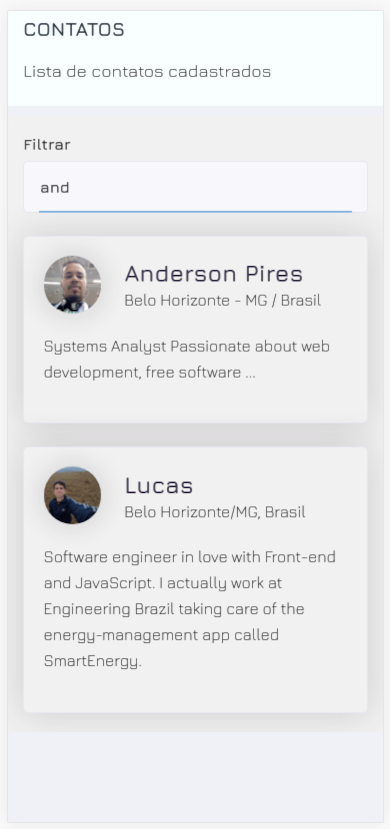 CONTATOS
Lista de contatos cadastrados
Filtrar
and
Anderson Pires
Belo Horizonte - MG / Brasil
Systems Analyst Passionate about web
development, free software ...
Lucas
Belo Horizonte/MG, Brasil
Software engineer in love with Front-end
and JavaScript. I actually work at
Engineering Brazil taking care of the
energy-management app called
SmartEnergy.